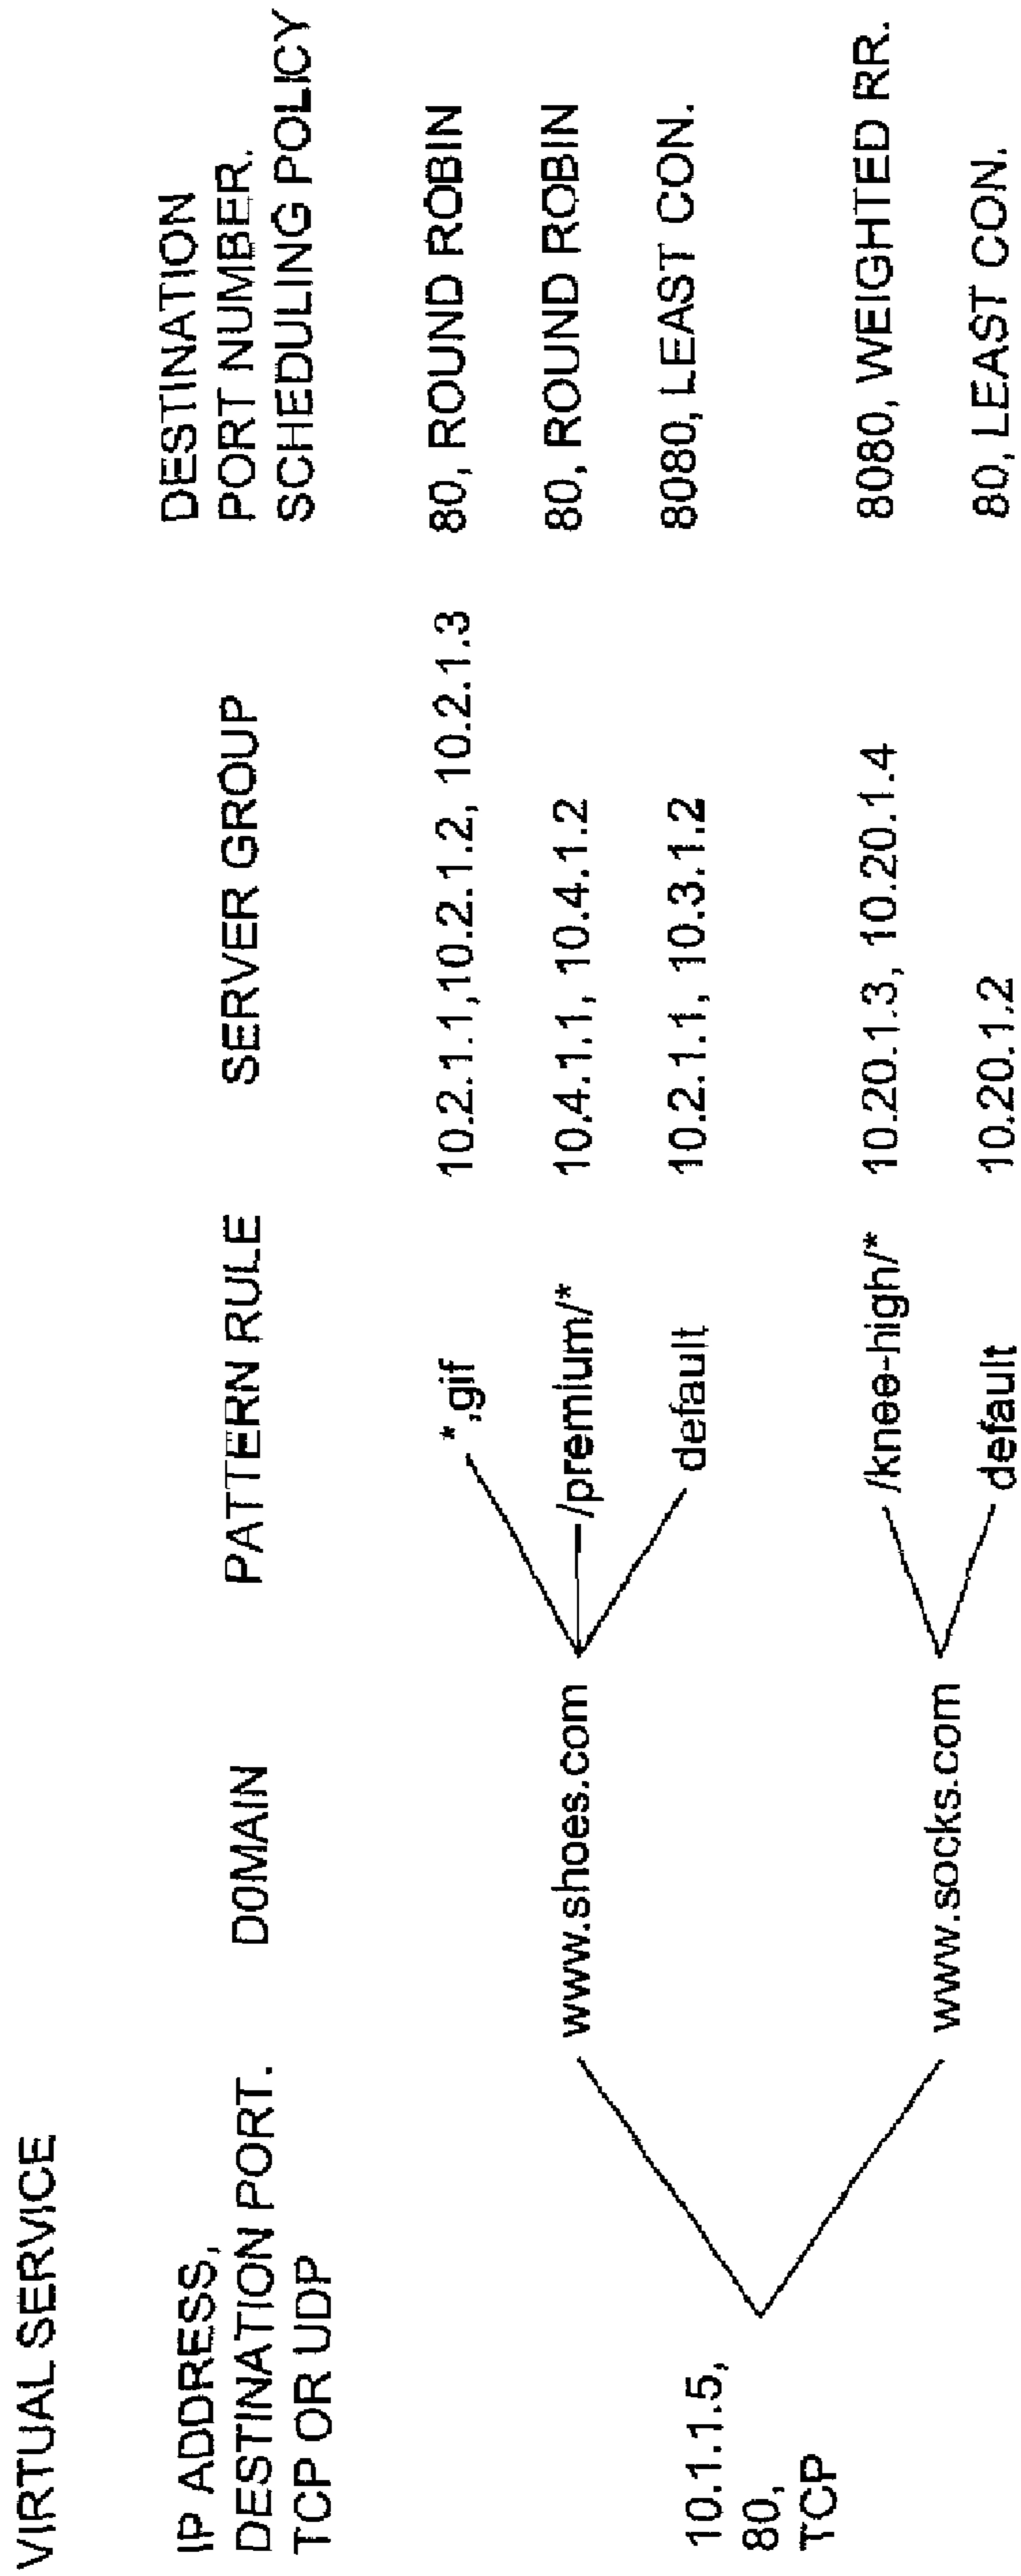 VIRTUAL SERVICE
IP ADDRESS,
DESTINATION PORT.
TCP OR UDP
DOMAIN
PATTERN RULE
SERVER GROUP
DESTINATION
PORT NUMBER.
SCHEDULING POLICY
10.1.1.5,
80,
TCP
www.shoes.com
*,gif
10.2.1.1,10.2.1.2, 10.2.1.3
80, ROUND ROBIN
/premium/*
10.4.1.1, 10.4.1.2
80, ROUND ROBIN
default
10.2.1.1, 10.3.1.2
8080, LEAST CON.
www.socks.com
/knee-high/*
10.20.1.3, 10.20.1.4
8080, WEIGHTED RR.
default
10.20.1.2
80, LEAST CON.